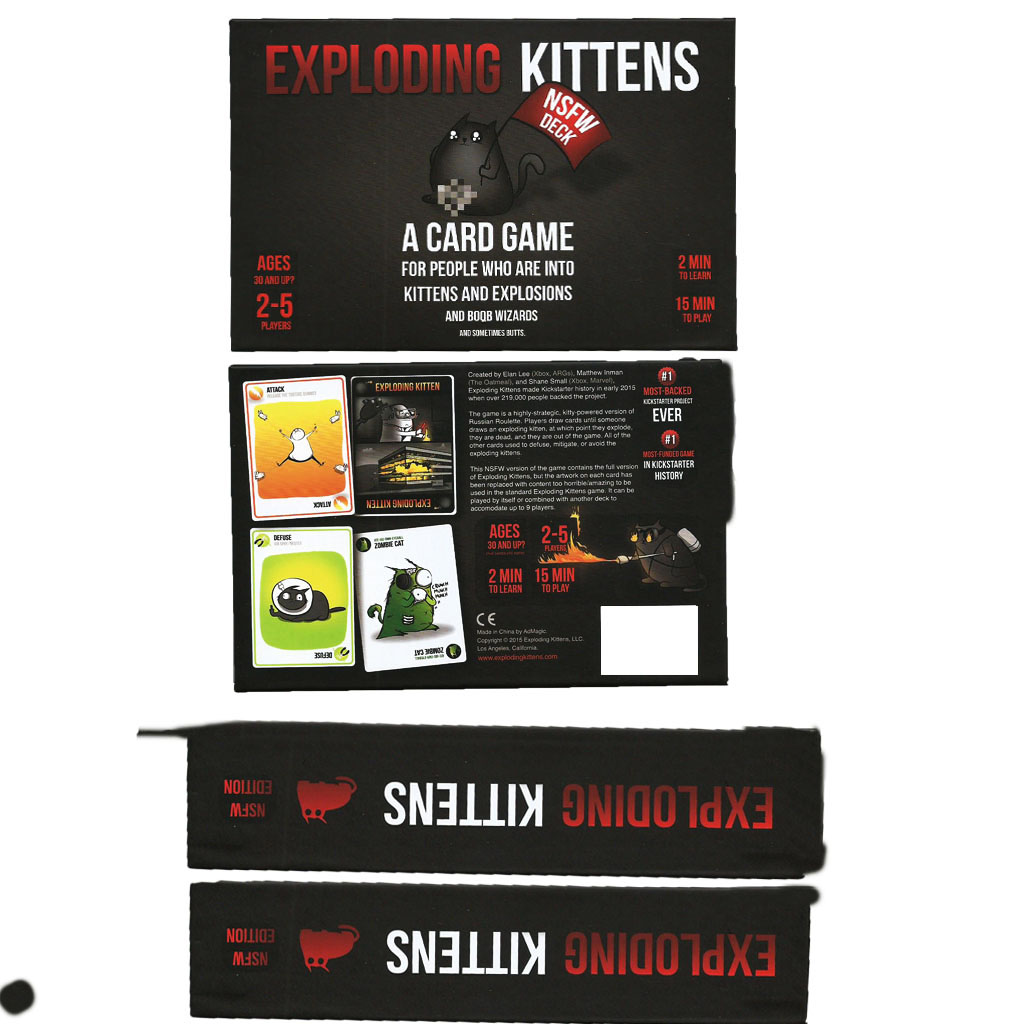 EXPLODING KITTENS
NSFW
DECK
A CARD GAME
FOR PEOPLE WHO ARE INTO
KITTENS AND EXPLOSIONS
AND BOOB WIZARDS
AND SOMETIMES BUTTS.
AGES
30 AND UP?
2-5
PLAYERS
2 MIN
TO LEARN
15 MIN
TO PLAY
ATTACK
ATTACK
EXPLODING KITTEN
EXPLODING KITTEN
DEFUSE
DEFUSE
ZOMBIE CAT
CRUNCH
MUNCH
MUNCH
ZOMBIE CAT
Created by Elan Lee (Xbox, ARGs), Matthew Inman
(The Oatmeal), and Shane Small (Xbox, Marvel),
Exploding Kittens made Kickstarter history in early 2015
when over 219,000 people backed the project.
The game is a highly-strategic, kitty-powered version of
Russian Roulette. Players draw cards until someone
draws an exploding kitten, at which point they explode,
they are dead, and they are out of the game. All of the
other cards used to defuse, mitigate, or avoid the
exploding kittens.
This NSFW version of the game contains the full version
of Exploding Kittens, but the artwork on each card has
been replaced with content too horrible/amazing to be
used in the standard Exploding Kittens game. It can be
played by itself or combined with another deck to
accomodate up to 9 players.
#1
MOST-BACKED
KICKSTARTER PROJECT
EVER
#1
MOST-FUNDED GAME
IN KICKSTARTER
HISTORY
AGES
30 AND UP?
2-5
PLAYERS
2 MIN
TO LEARN
15 MIN
TO PLAY
CE
Made in China by AdMagic.
Copyright © 2015 Exploding Kittens, LLC.
Los Angeles, California.
www.explodingkittens.com
EXPLODING KITTENS
NSFW
EDITION
EXPLODING KITTENS
NSFW
EDITION